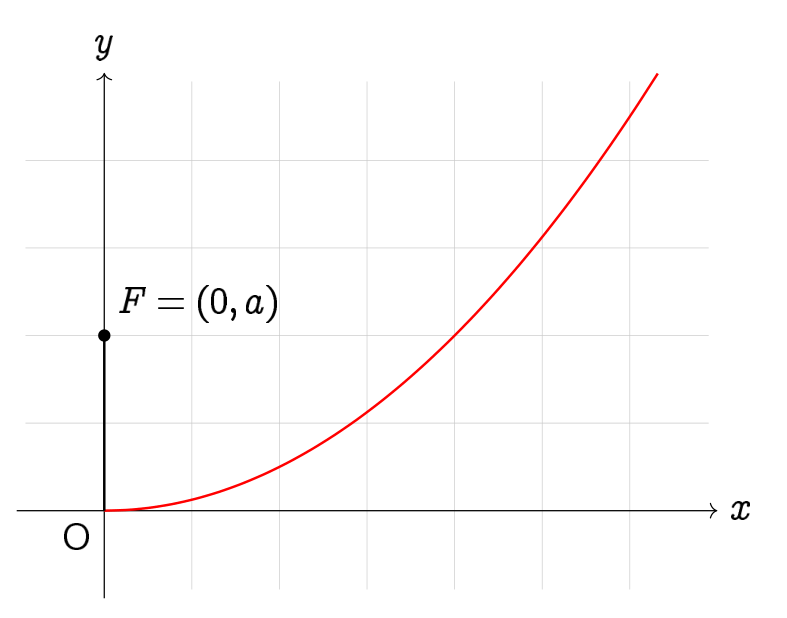 y
F = (0, a)
x
O